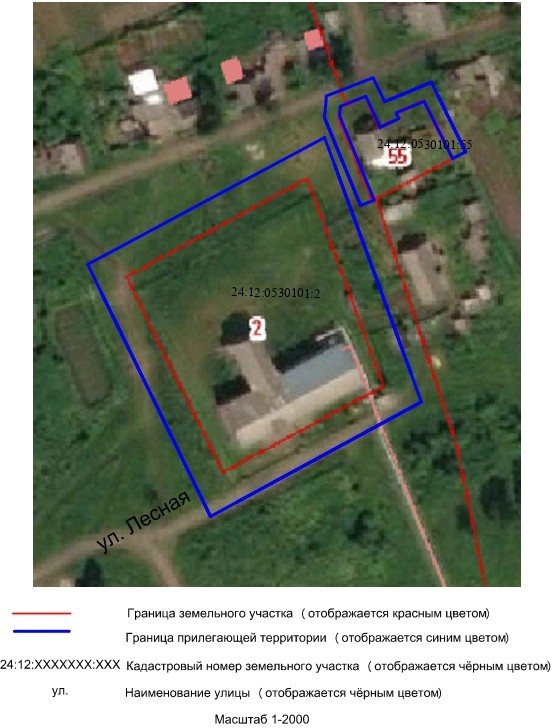 24:12:0530101:55
55
24:12:0530101:2
2
ул. Лесная
Граница земельного участка ( отображается красным цветом)
Граница прилегающей территории ( отображается синим цветом)
24:12:XXXXXXX:XXX Кадастровый номер земельного участка ( отображается чёрным цветом)
ул. Наименование улицы ( отображается чёрным цветом)
Масштаб 1-2000